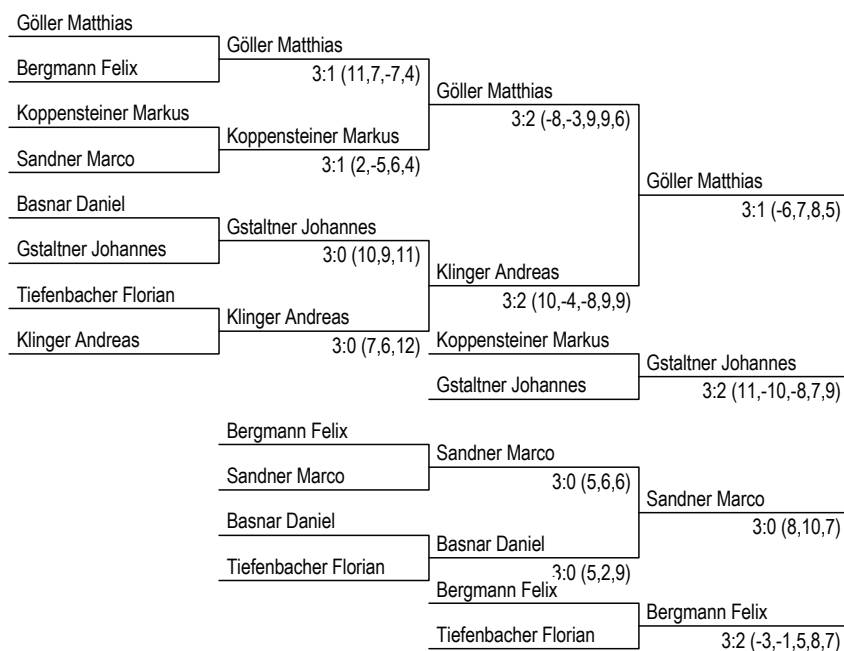 Göller Matthias
Göller Matthias
Bergmann Felix
3:1 (11,7,-7,4)
Göller Matthias
Koppensteiner Markus
3:2 (-8,-3,9,9,6)
Koppensteiner Markus
Sandner Marco
3:1 (2,-5,6,4)
Göller Matthias
Basnar Daniel
3:1 (-6,7,8,5)
Gstaltner Johannes
Gstaltner Johannes
3:0 (10,9,11)
Klinger Andreas
Tiefenbacher Florian
3:2 (10,-4,-8,9,9)
Klinger Andreas
Klinger Andreas
3:0 (7,6,12)
Koppensteiner Markus
Gstaltner Johannes
Gstaltner Johannes
3:2 (11,-10,-8,7,9)
Bergmann Felix
Sandner Marco
Sandner Marco
3:0 (5,6,6)
Sandner Marco
Basnar Daniel
3:0 (8,10,7)
Basnar Daniel
Tiefenbacher Florian
3:0 (5,2,9)
Bergmann Felix
Bergmann Felix
Tiefenbacher Florian
3:2 (-3,-1,5,8,7)